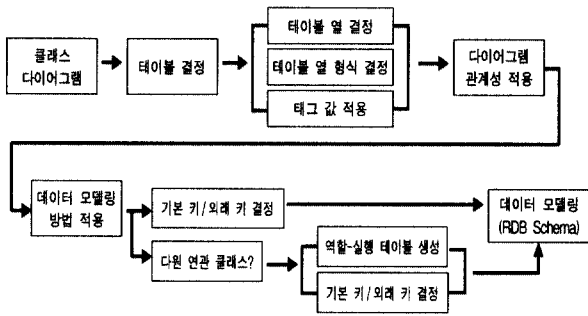 클래스
다이어그램
테이블 결정
테이블 열 결정
테이블 열 형식 결정
태그 값 적용
다이어그램
관계성 적용
데이터 모델링
방법 적용
기본 키/외래 키 결정
다원 연관 클래스?
역할-실행 테이블 생성
기본 키/외래 키 결정
데이터 모델링
(RDB Schema)